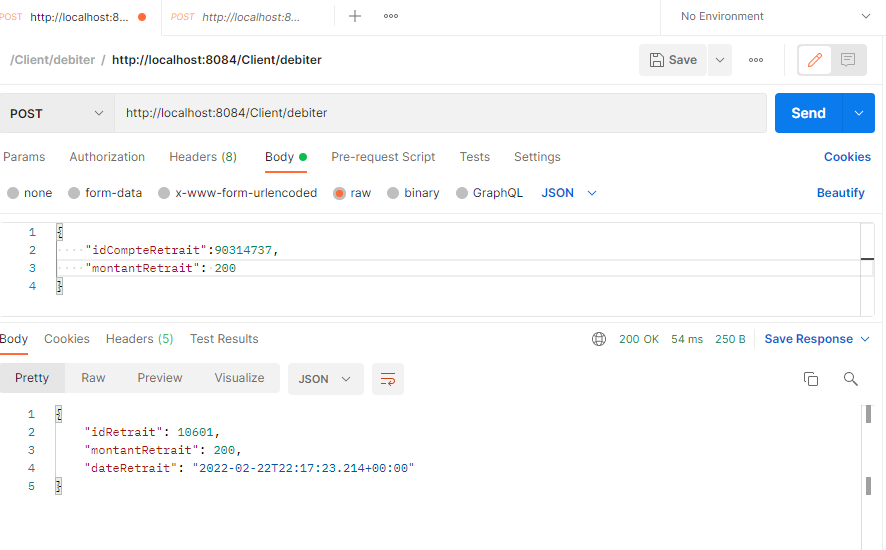 POST http://localhost:8... POST http://localhost:8... No Environment
/Client/debiter / http://localhost:8084/Client/debiter Save
POST http://localhost:8084/Client/debiter Send
Params Authorization Headers (8) Body Pre-request Script Tests Settings Cookies
none form-data x-www-form-urlencoded raw binary GraphQL JSON Beautify
1 {
2 "idCompteRetrait":90314737,
3 "montantRetrait": 200
4 }
Body Cookies Headers (5) Test Results 200 OK 54 ms 250 B Save Response
Pretty Raw Preview Visualize JSON
1 {
2 "idRetrait": 10601,
3 "montantRetrait": 200,
4 "dateRetrait": "2022-02-22T22:17:23.214+00:00"
5 }